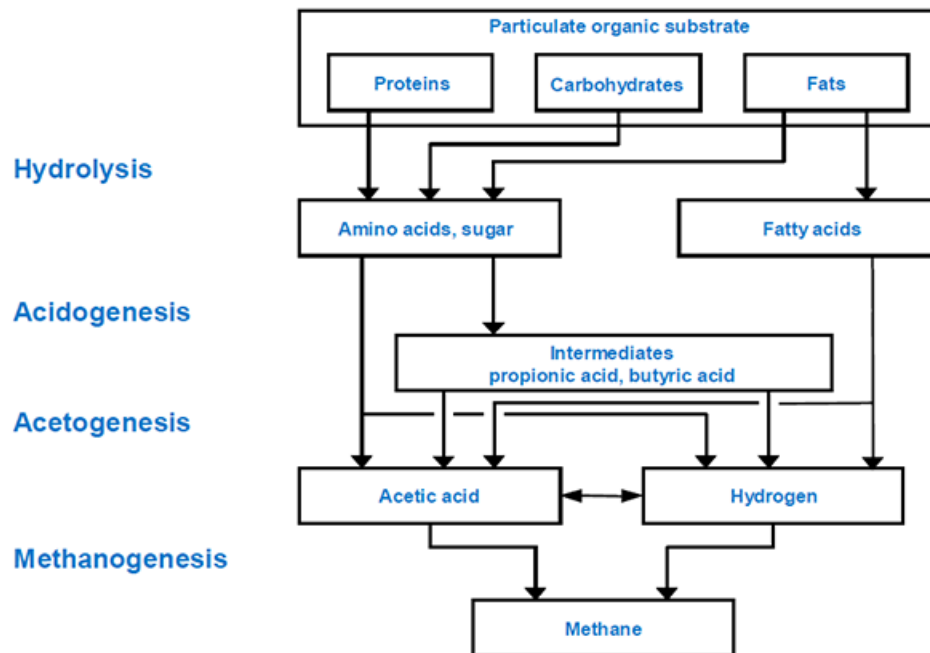 Particulate organic substrate
Proteins
Carbohydrates
Fats
Hydrolysis
Amino acids, sugar
Fatty acids
Acidogenesis
Intermediates
propionic acid, butyric acid
Acetogenesis
Acetic acid
Hydrogen
Methanogenesis
Methane